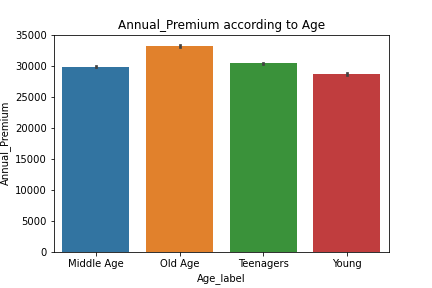 Annual_Premium according to Age
Annual_Premium
35000
30000
25000
20000
15000
10000
5000
0
Middle Age Old Age Teenagers Young
Age_label